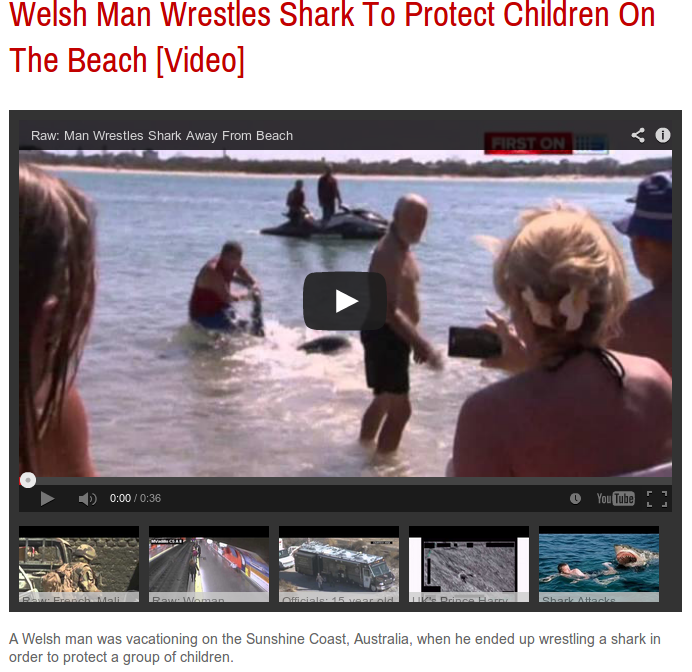 Welsh Man Wrestles Shark To Protect Children On
The Beach [Video]
Raw: Man Wrestles Shark Away From Beach
FIRST ON
0:00 / 0:36
YouTube
Raw: French, Mali
Raw: Woman
Officials: 15-year-old
UK's Prince Harry
Shark Attacks
A Welsh man was vacationing on the Sunshine Coast, Australia, when he ended up wrestling a shark in
order to protect a group of children.